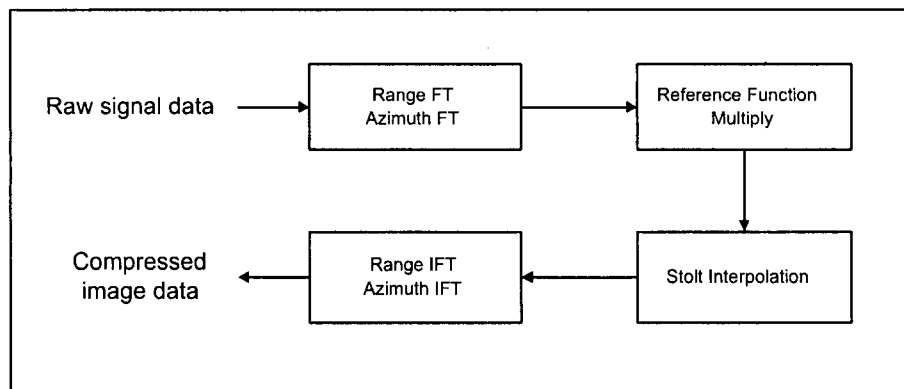 Raw signal data
Range FT
Azimuth FT
Reference Function
Multiply
Compressed
image data
Range IFT
Azimuth IFT
Stolt Interpolation